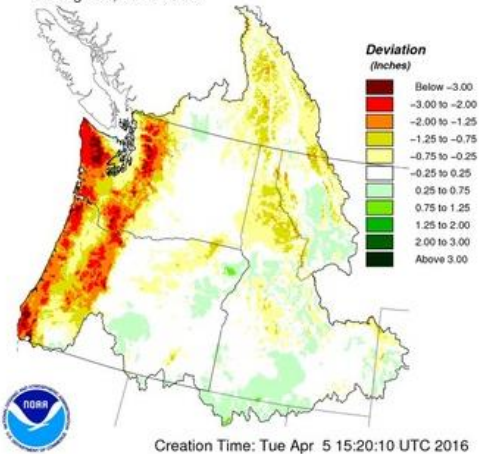 Deviation
(Inches)
Below −3.00
−3.00 to −2.00
−2.00 to −1.25
−1.25 to −0.75
−0.75 to −0.25
−0.25 to 0.25
0.25 to 0.75
0.75 to 1.25
1.25 to 2.00
2.00 to 3.00
Above 3.00
NOAA
Creation Time: Tue Apr 5 15:20:10 UTC 2016